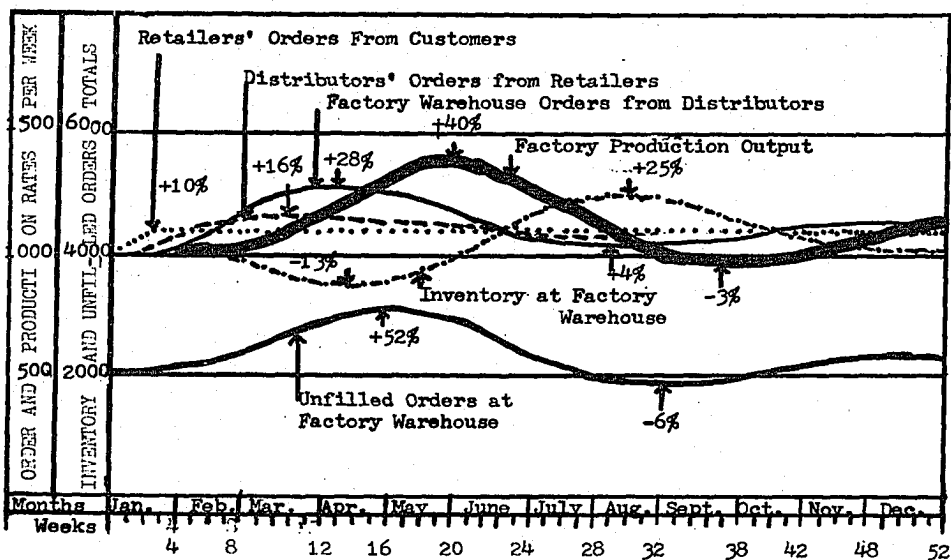 ORDER AND PRODUCTION ON RATES PER WEEK
INVENTORY AND UNFILLED ORDERS TOTALS
Retailers' Orders From Customers
Distributors' Orders from Retailers
Factory Warehouse Orders from Distributors
1500 6000
+40%
Factory Production Output
+10%
+16%
+28%
+25%
1000 4000
-13%
+4%
-3%
Inventory at Factory
Warehouse
+52%
500 2000
Unfilled Orders at
Factory Warehouse
-6%
Months Jan. Feb. Mar. Apr. May June July Aug. Sept. Oct. Nov. Dec.
Weeks
4 8 12 16 20 24 28 32 38 42 48 52